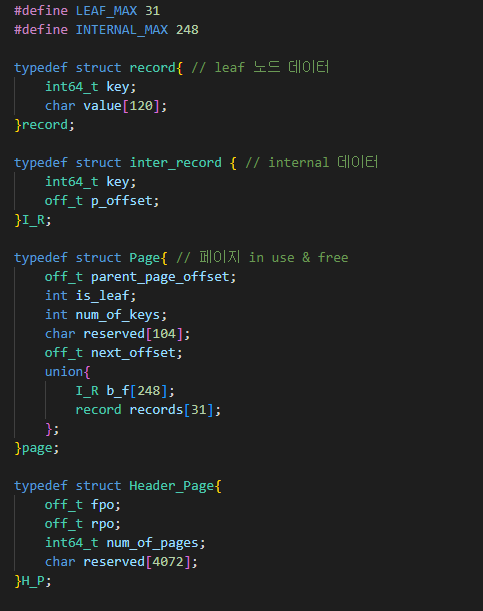 #define LEAF_MAX 31
#define INTERNAL_MAX 248
typedef struct record{ // leaf 노드 데이터
int64_t key;
char value[120];
}record;
typedef struct inter_record { // internal 데이터
int64_t key;
off_t p_offset;
}I_R;
typedef struct Page{ // 페이지 in use & free
off_t parent_page_offset;
int is_leaf;
int num_of_keys;
char reserved[104];
off_t next_offset;
union{
I_R b_f[248];
record records[31];
};
}page;
typedef struct Header_Page{
off_t fpo;
off_t rpo;
int64_t num_of_pages;
char reserved[4072];
}H_P;